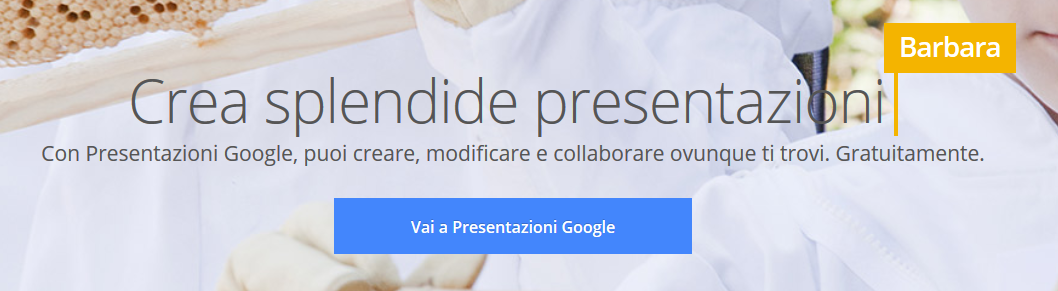 Barbara
Crea splendide presentazioni
Con Presentazioni Google, puoi creare, modificare e collaborare ovunque ti trovi. Gratuitamente.
Vai a Presentazioni Google